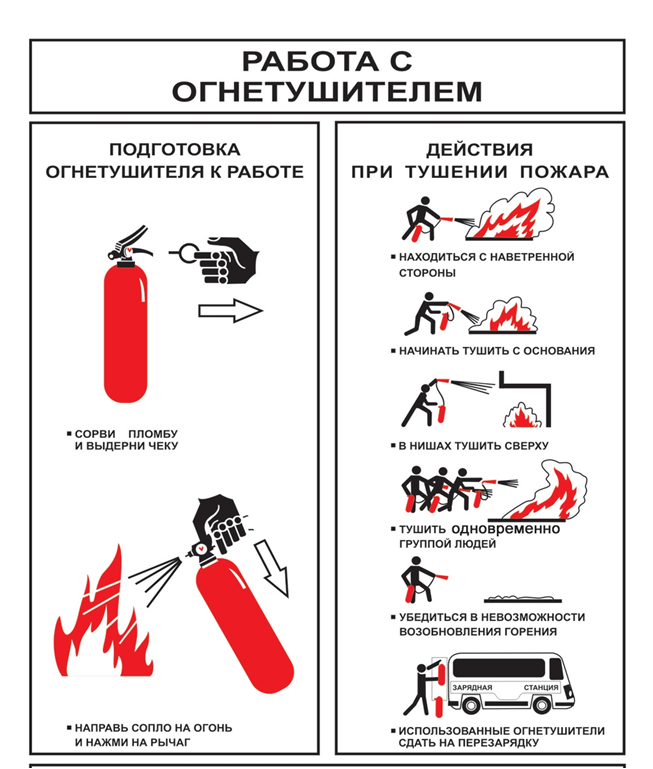 РАБОТА С
ОГНЕТУШИТЕЛЕМ
ПОДГОТОВКА
ОГНЕТУШИТЕЛЯ К РАБОТЕ
▪ СОРВИ ПЛОМБУ
И ВЫДЕРНИ ЧЕКУ
▪ НАПРАВЬ СОПЛО НА ОГОНЬ
И НАЖМИ НА РЫЧАГ
ДЕЙСТВИЯ
ПРИ ТУШЕНИИ ПОЖАРА
▪ НАХОДИТЬСЯ С НАВЕТРЕННОЙ
СТОРОНЫ
▪ НАЧИНАТЬ ТУШИТЬ С ОСНОВАНИЯ
▪ В НИШАХ ТУШИТЬ СВЕРХУ
▪ ТУШИТЬ одновременно
ГРУППОЙ ЛЮДЕЙ
▪ УБЕДИТЬСЯ В НЕВОЗМОЖНОСТИ
ВОЗОБНОВЛЕНИЯ ГОРЕНИЯ
ЗАРЯДНАЯ СТАНЦИЯ
▪ ИСПОЛЬЗОВАННЫЕ ОГНЕТУШИТЕЛИ
СДАТЬ НА ПЕРЕЗАРЯДКУ